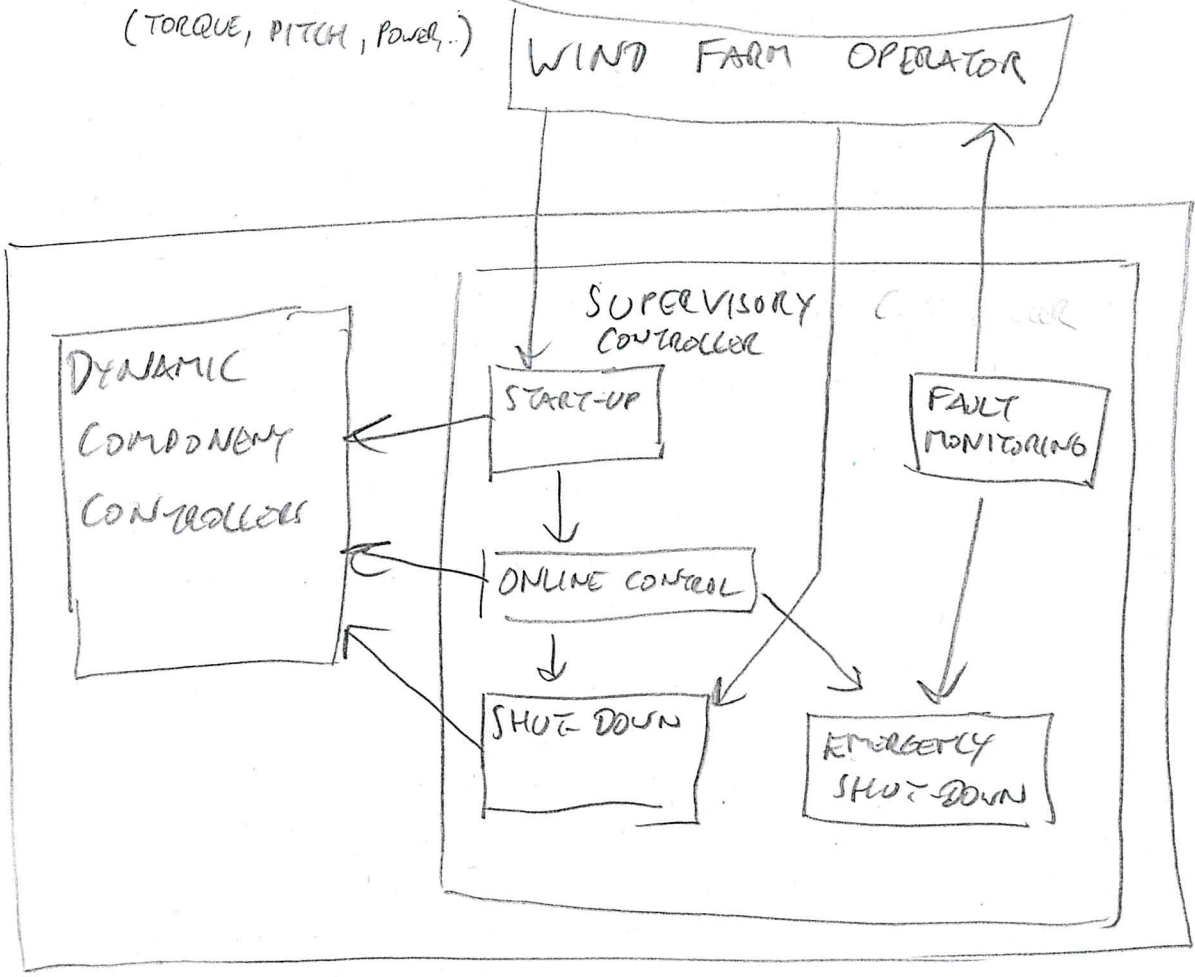 (TORQUE, PITCH, POWER,..)
WIND FARM OPERATOR
SUPERVISORY
CONTROLLER
DYNAMIC
COMPONENT
CONTROLLERS
START-UP
FAULT
MONITORING
ONLINE CONTROL
SHUT-DOWN
EMERGENCY
SHUT-DOWN